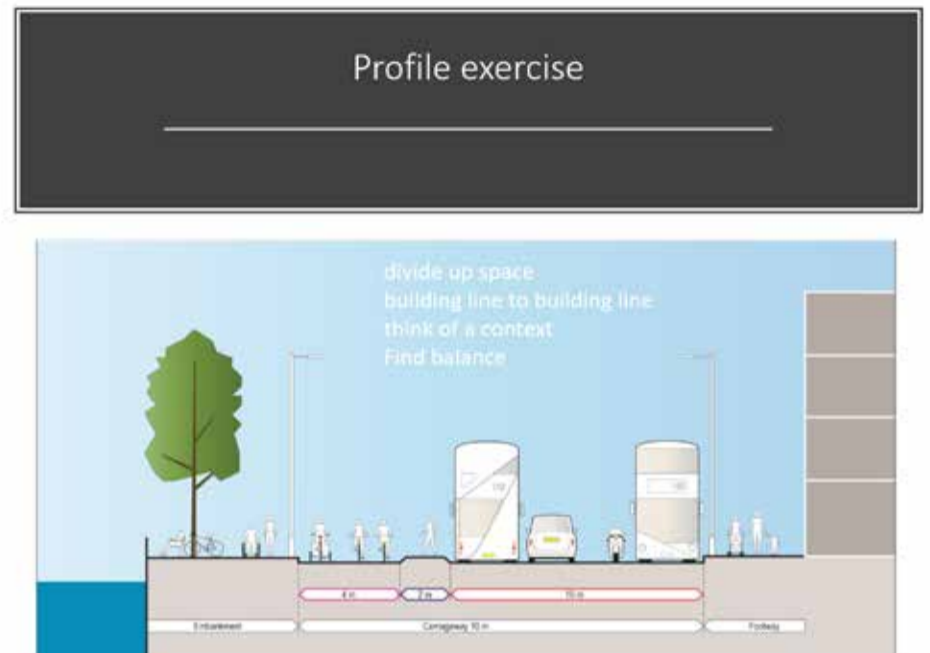 Profile exercise
divide up space
building line to building line
think of a context
Find balance
4 m
2 m
10 m
Embankment
Carriageway
Footway